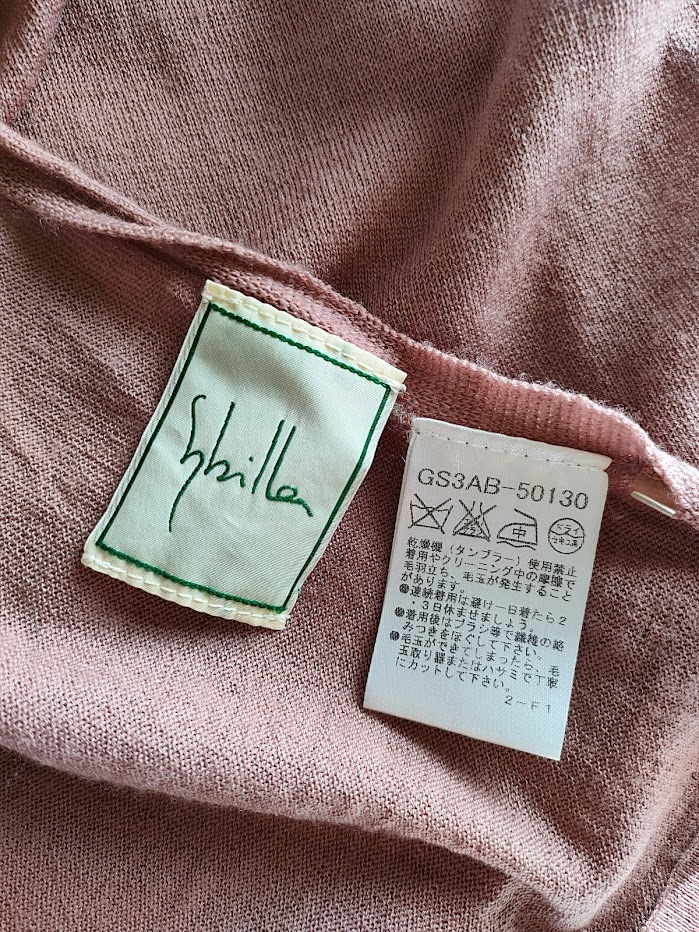 Sybilla
GS3AB-50130
エンソサラシ
中
ドライ
セキユ系
乾燥機（タンブラー）使用禁止
着用やクリーニング中の摩擦で
毛羽立ち、毛玉が発生すること
があります。
●連続着用は避け一日着たら2
・3日休ませましょう。
●着用後はブラシ等で繊維の絡
みつきをほぐして下さい。
●毛玉ができてしまったら、毛
玉取り器またはハサミで丁寧
にカットして下さい。
2-F1